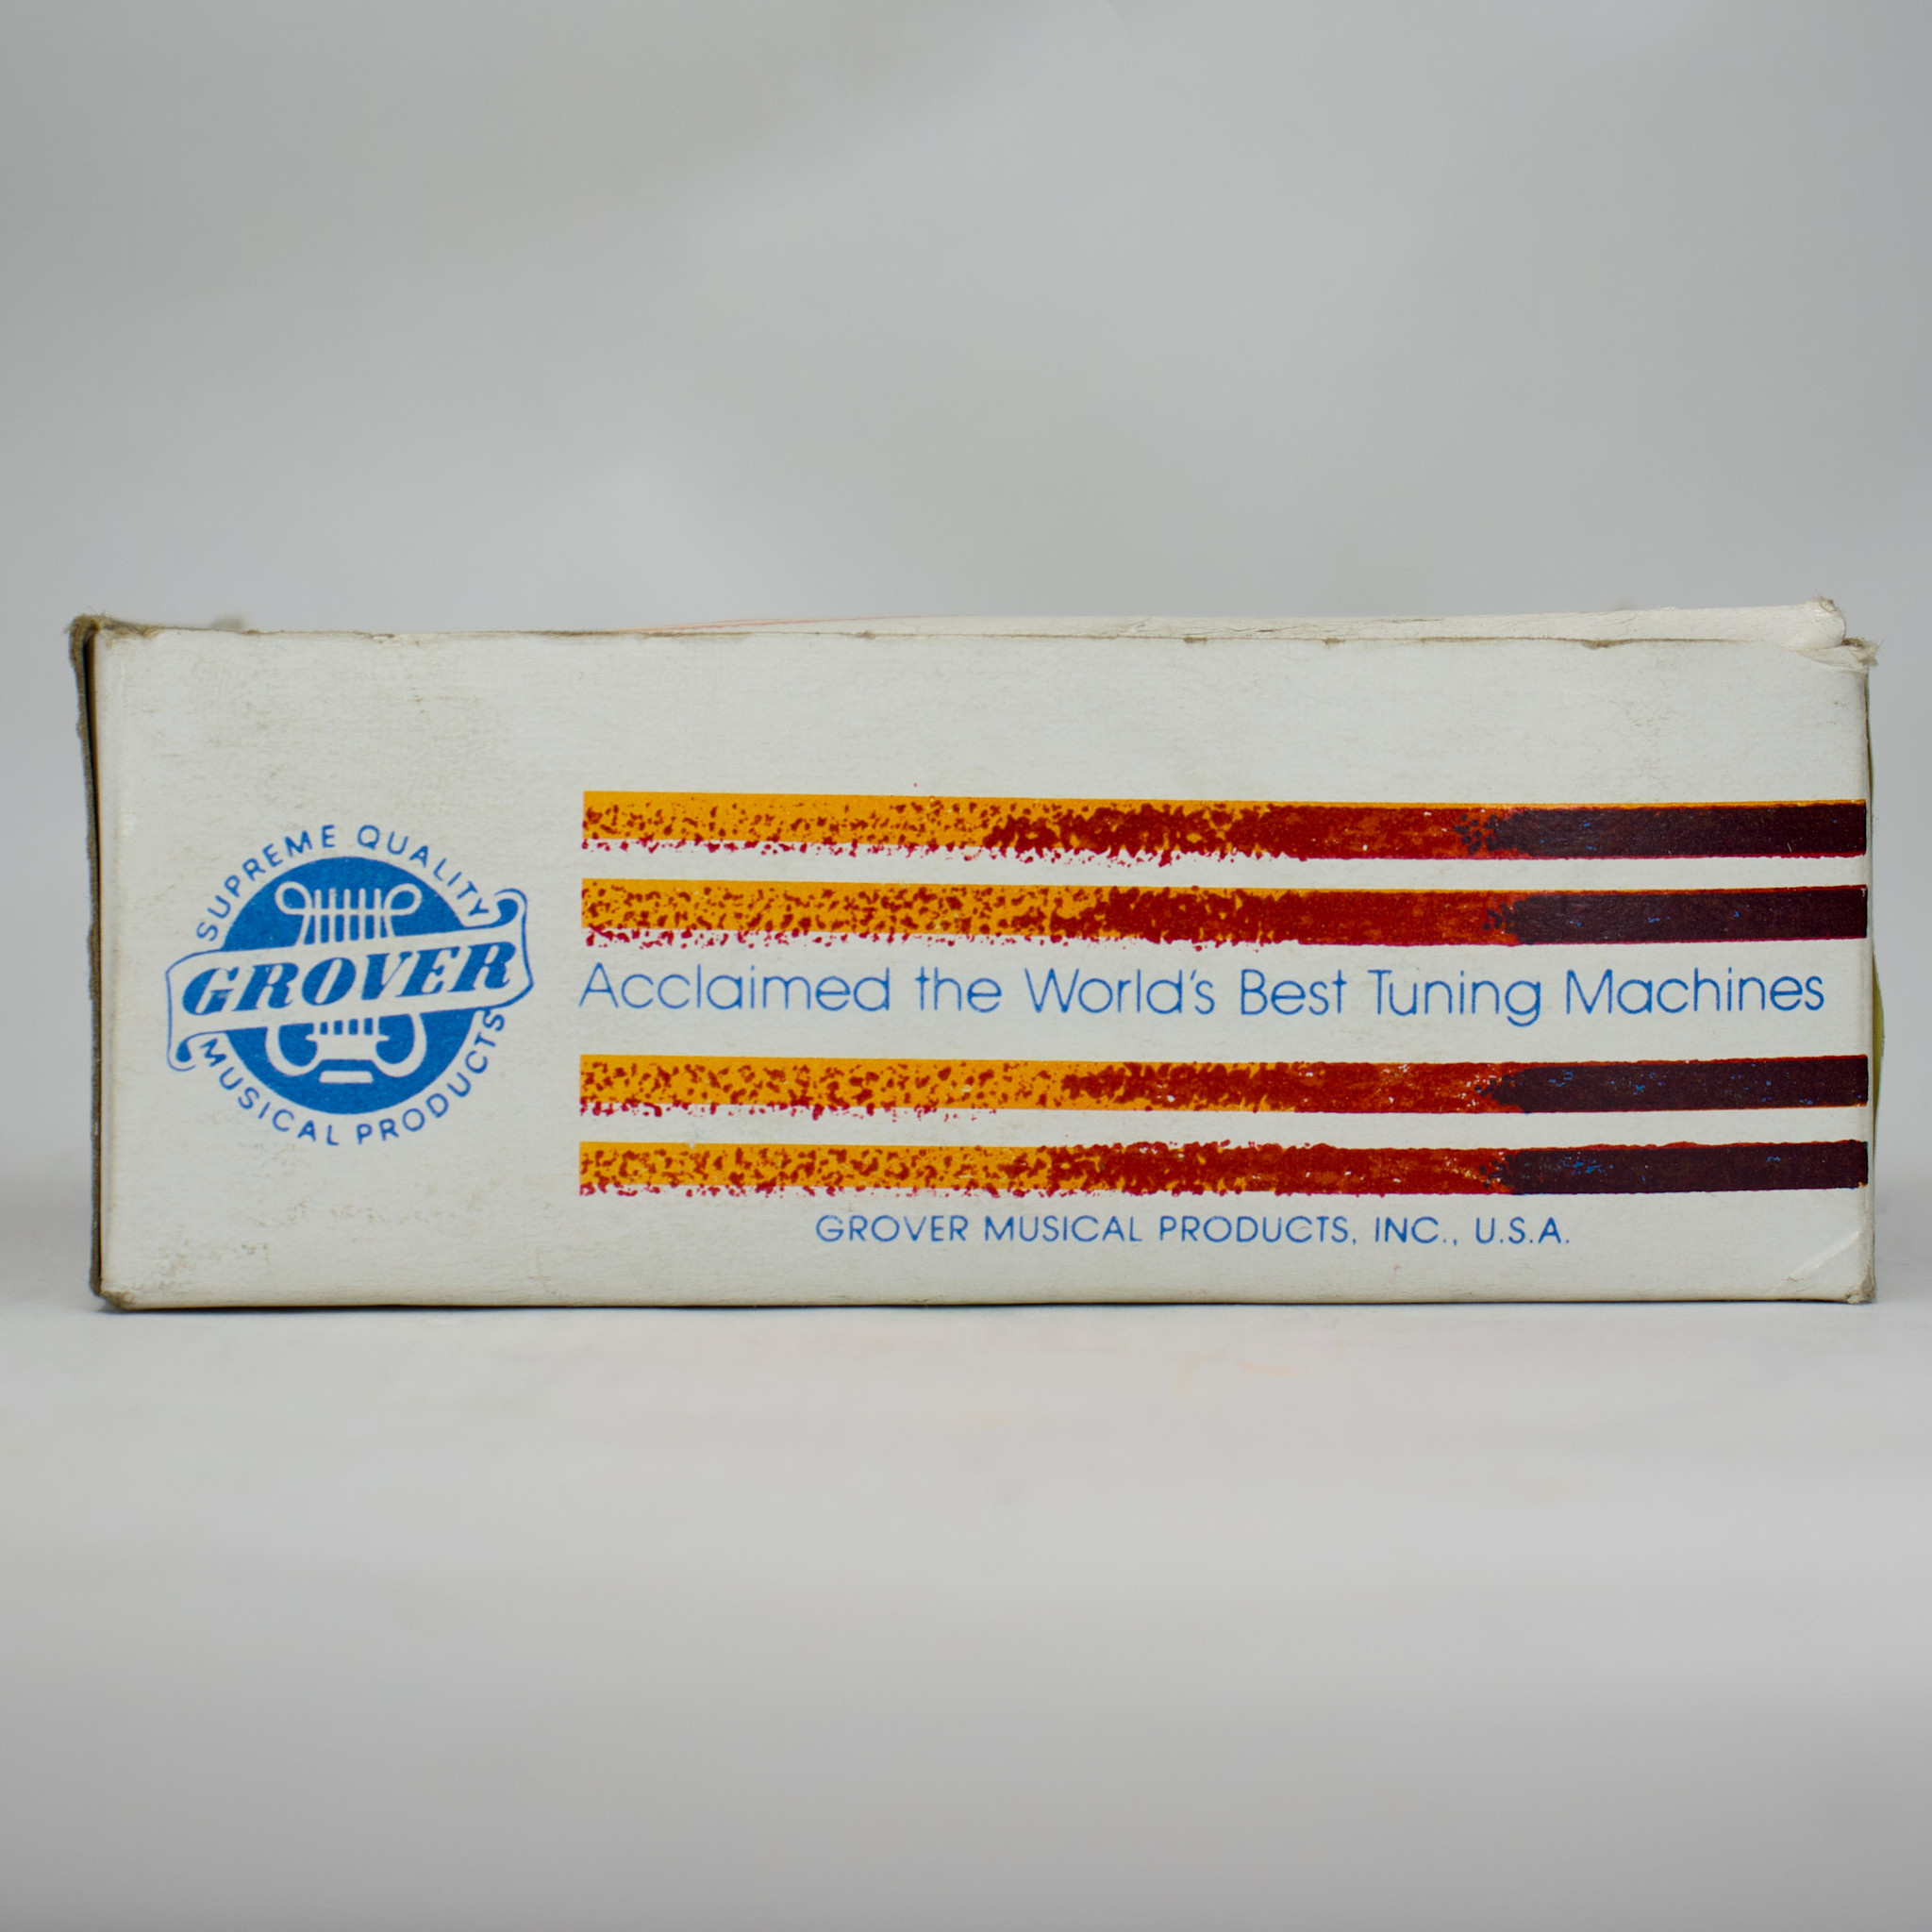 SUPREME QUALITY
GROVER
MUSICAL PRODUCTS
Acclaimed the World's Best Tuning Machines
GROVER MUSICAL PRODUCTS, INC., U.S.A.